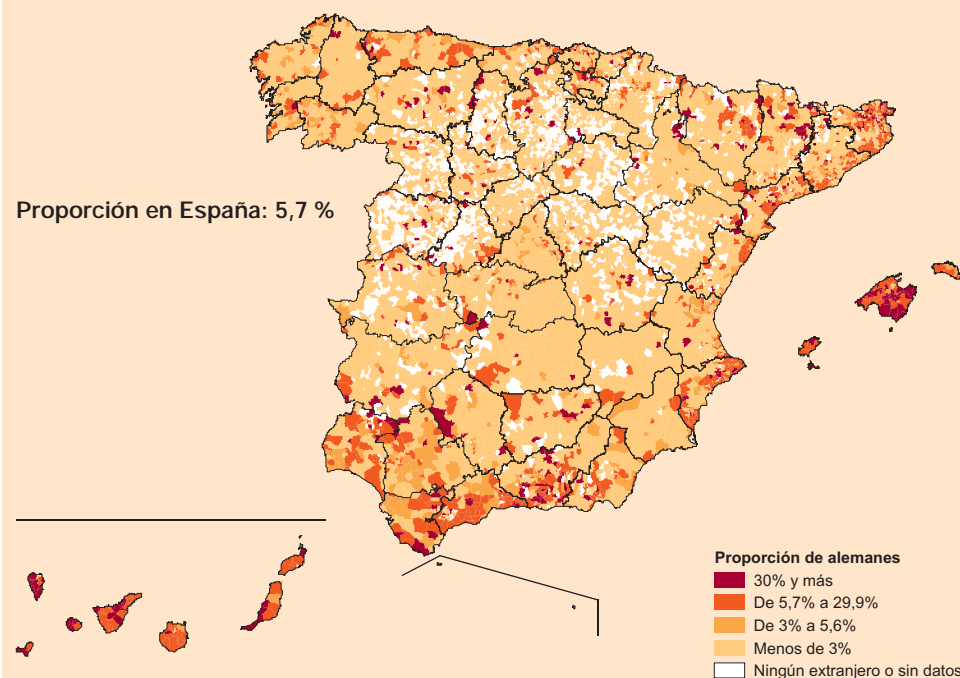 Proporción en España: 5,7 %
Proporción de alemanes
30% y más
De 5,7% a 29,9%
De 3% a 5,6%
Menos de 3%
Ningún extranjero o sin datos